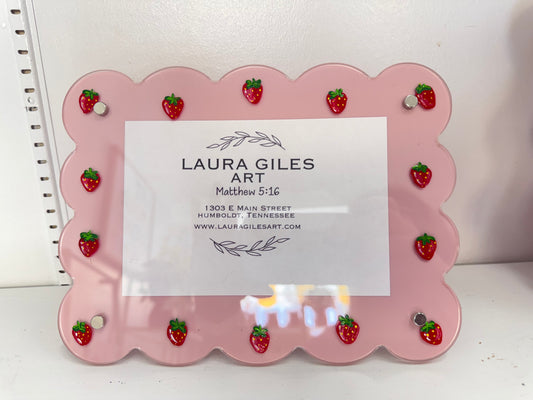 LAURA GILES
ART
Matthew 5:16
1303 E MAIN STREET
HUMBOLDT, TENNESSEE
WWW.LAURAGILESART.COM